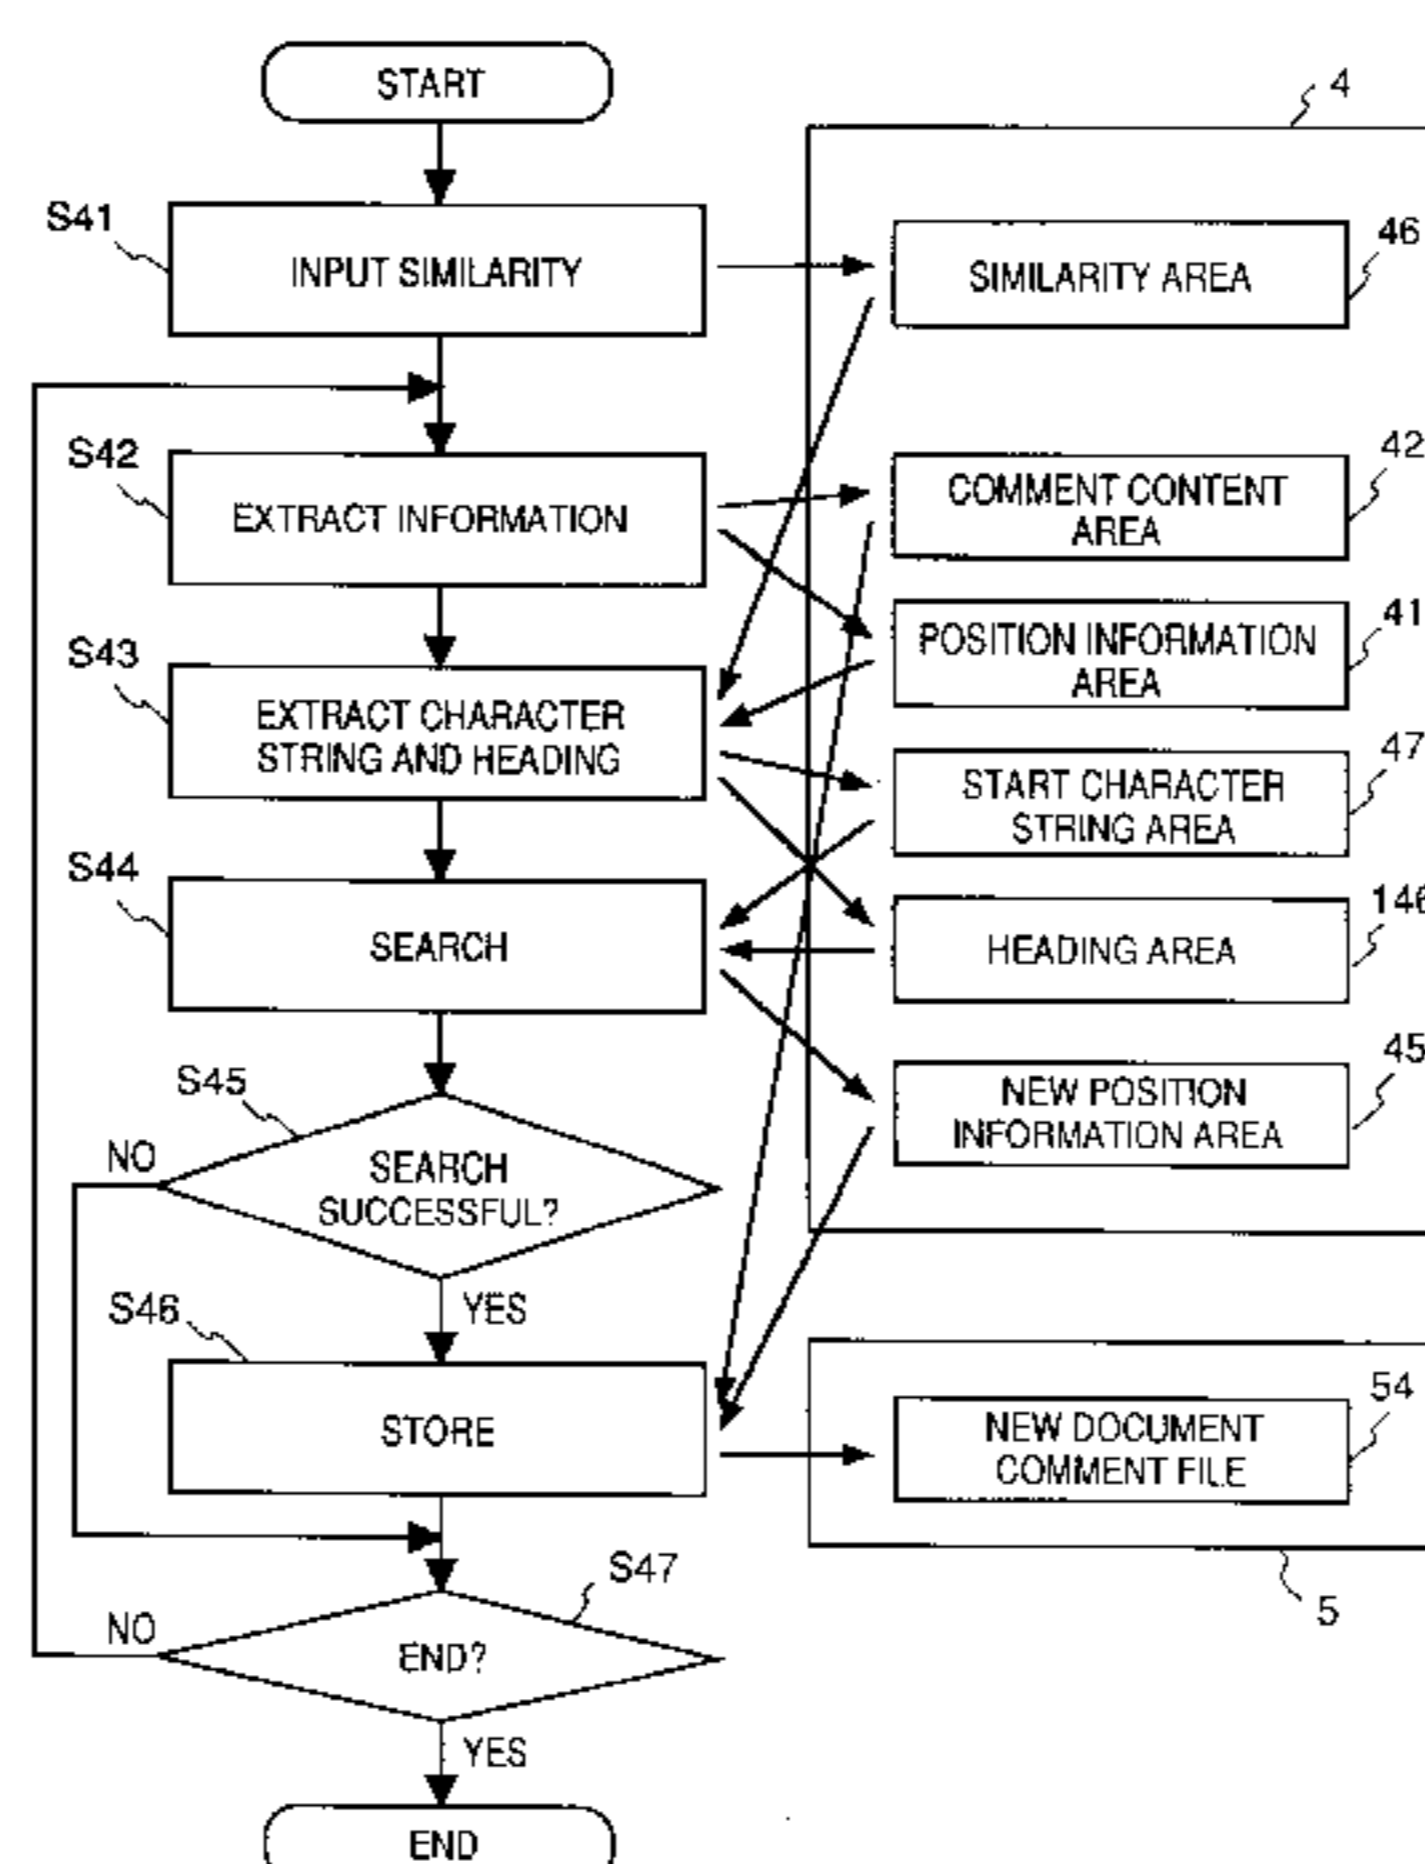 START
4
S41
INPUT SIMILARITY
SIMILARITY AREA
46
S42
EXTRACT INFORMATION
COMMENT CONTENT
AREA
42
S43
EXTRACT CHARACTER
STRING AND HEADING
POSITION INFORMATION
AREA
41
START CHARACTER
STRING AREA
47
S44
SEARCH
HEADING AREA
146
S45
NO
SEARCH
SUCCESSFUL?
NEW POSITION
INFORMATION AREA
45
YES
S46
STORE
NEW DOCUMENT
COMMENT FILE
54
5
S47
NO
END?
YES
END